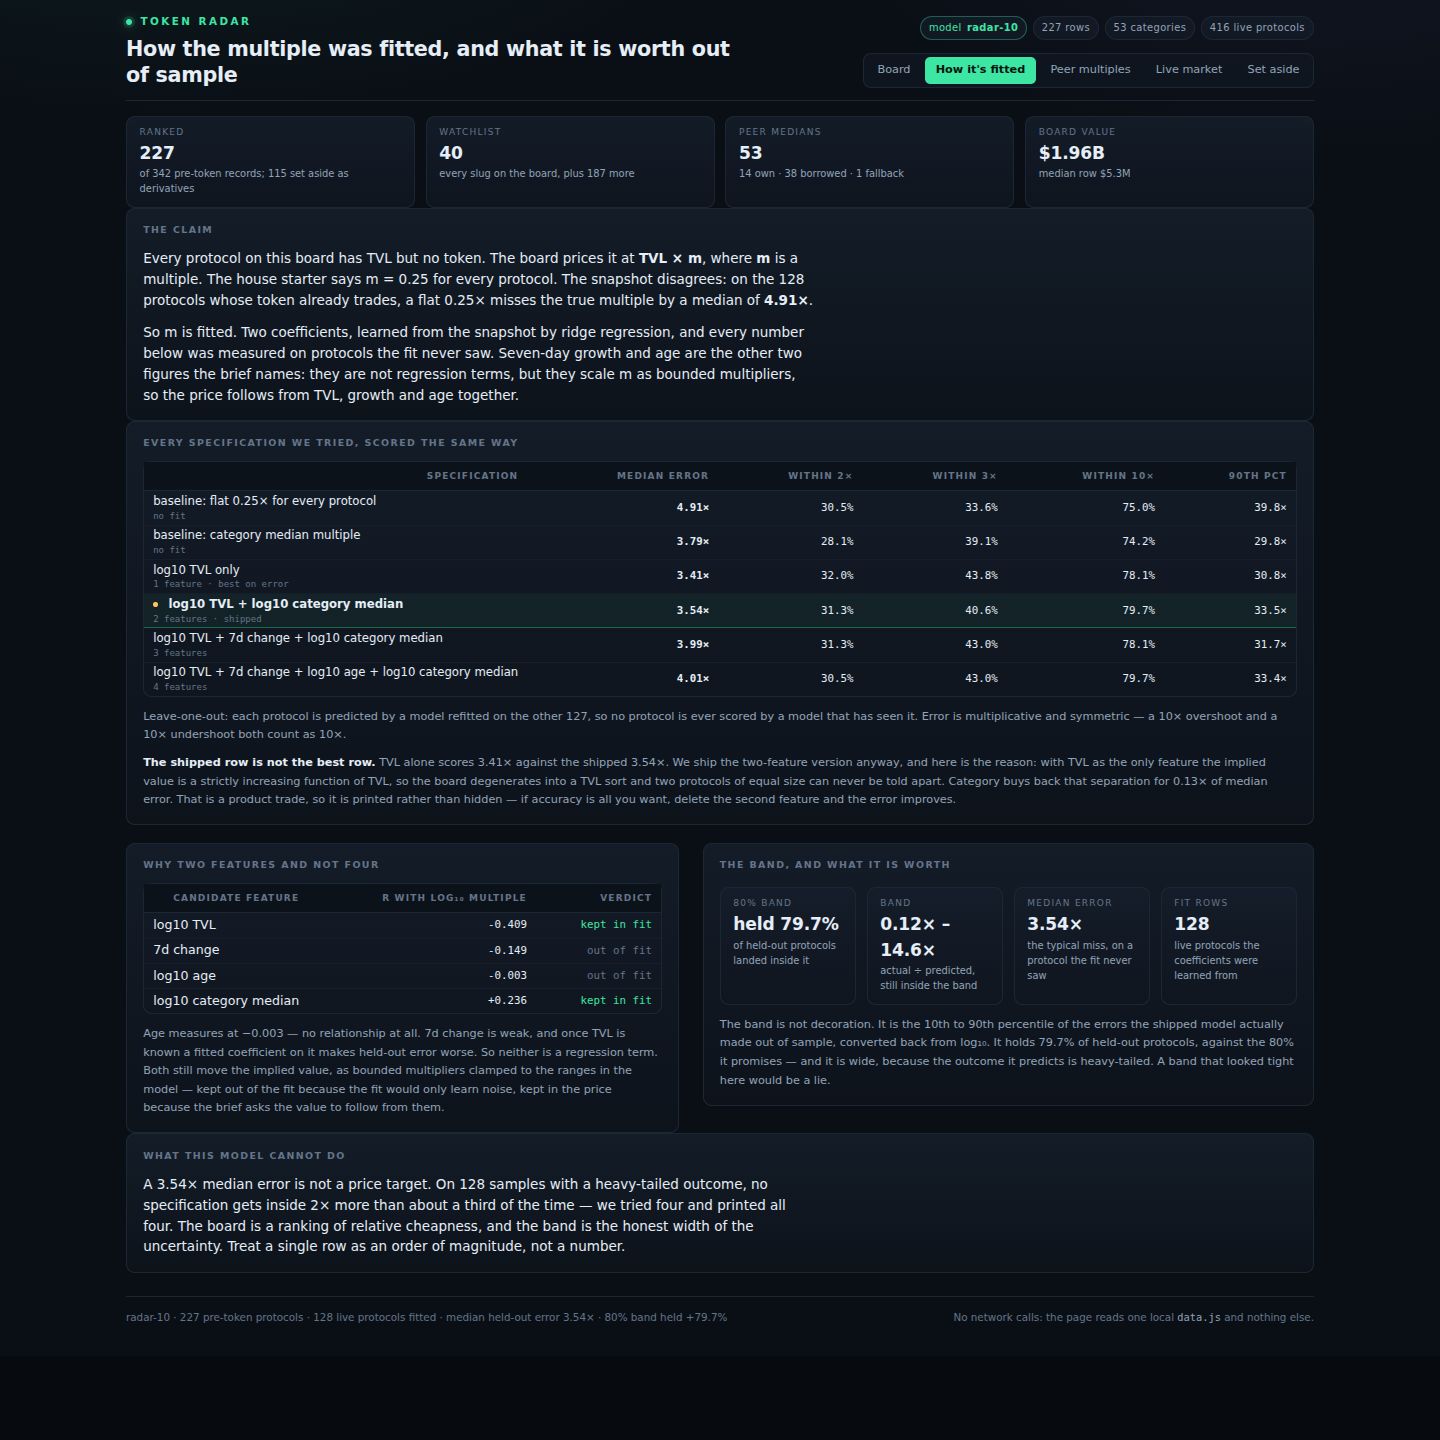 TOKEN RADAR
How the multiple was fitted, and what it is worth out
of sample
model radar-10
227 rows
53 categories
416 live protocols
Board
How it's fitted
Peer multiples
Live market
Set aside
RANKED
227
of 342 pre-token records; 115 set aside as
derivatives
WATCHLIST
40
every slug on the board, plus 187 more
PEER MEDIANS
53
14 own · 38 borrowed · 1 fallback
BOARD VALUE
$1.96B
median row $5.3M
THE CLAIM
Every protocol on this board has TVL but no token. The board prices it at TVL × m, where m is a
multiple. The house starter says m = 0.25 for every protocol. The snapshot disagrees: on the 128
protocols whose token already trades, a flat 0.25× misses the true multiple by a median of 4.91×.
So m is fitted. Two coefficients, learned from the snapshot by ridge regression, and every number
below was measured on protocols the fit never saw. Seven-day growth and age are the other two
figures the brief names: they are not regression terms, but they scale m as bounded multipliers,
so the price follows from TVL, growth and age together.
EVERY SPECIFICATION WE TRIED, SCORED THE SAME WAY
SPECIFICATION MEDIAN ERROR WITHIN 2× WITHIN 3× WITHIN 10× 90TH PCT
baseline: flat 0.25× for every protocol
no fit
4.91× 30.5% 33.6% 75.0% 39.8×
baseline: category median multiple
no fit
3.79× 28.1% 39.1% 74.2% 29.8×
log10 TVL only
1 feature · best on error
3.41× 32.0% 43.8% 78.1% 30.8×
log10 TVL + log10 category median
2 features · shipped
3.54× 31.3% 40.6% 79.7% 33.5×
log10 TVL + 7d change + log10 category median
3 features
3.99× 31.3% 43.0% 78.1% 31.7×
log10 TVL + 7d change + log10 age + log10 category median
4 features
4.01× 30.5% 43.0% 79.7% 33.4×
Leave-one-out: each protocol is predicted by a model refitted on the other 127, so no protocol is ever scored by a model that has seen it. Error is multiplicative and symmetric — a 10× overshoot and a
10× undershoot both count as 10×.
The shipped row is not the best row. TVL alone scores 3.41× against the shipped 3.54×. We ship the two-feature version anyway, and here is the reason: with TVL as the only feature the implied
value is a strictly increasing function of TVL, so the board degenerates into a TVL sort and two protocols of equal size can never be told apart. Category buys back that separation for 0.13× of median
error. That is a product trade, so it is printed rather than hidden — if accuracy is all you want, delete the second feature and the error improves.
WHY TWO FEATURES AND NOT FOUR
CANDIDATE FEATURE R WITH LOG₁₀ MULTIPLE VERDICT
log10 TVL -0.409 kept in fit
7d change -0.149 out of fit
log10 age -0.003 out of fit
log10 category median +0.236 kept in fit
Age measures at −0.003 — no relationship at all. 7d change is weak, and once TVL is
known a fitted coefficient on it makes held-out error worse. So neither is a regression term.
Both still move the implied value, as bounded multipliers clamped to the ranges in the
model — kept out of the fit because the fit would only learn noise, kept in the price
because the brief asks the value to follow from them.
THE BAND, AND WHAT IT IS WORTH
80% BAND
held 79.7%
of held-out protocols
landed inside it
BAND
0.12× –
14.6×
actual ÷ predicted,
still inside the band
MEDIAN ERROR
3.54×
the typical miss, on a
protocol the fit never
saw
FIT ROWS
128
live protocols the
coefficients were
learned from
The band is not decoration. It is the 10th to 90th percentile of the errors the shipped model actually
made out of sample, converted back from log₁₀. It holds 79.7% of held-out protocols, against the 80%
it promises — and it is wide, because the outcome it predicts is heavy-tailed. A band that looked tight
here would be a lie.
WHAT THIS MODEL CANNOT DO
A 3.54× median error is not a price target. On 128 samples with a heavy-tailed outcome, no
specification gets inside 2× more than about a third of the time — we tried four and printed all
four. The board is a ranking of relative cheapness, and the band is the honest width of the
uncertainty. Treat a single row as an order of magnitude, not a number.
radar-10 · 227 pre-token protocols · 128 live protocols fitted · median held-out error 3.54× · 80% band held +79.7%
No network calls: the page reads one local data.js and nothing else.